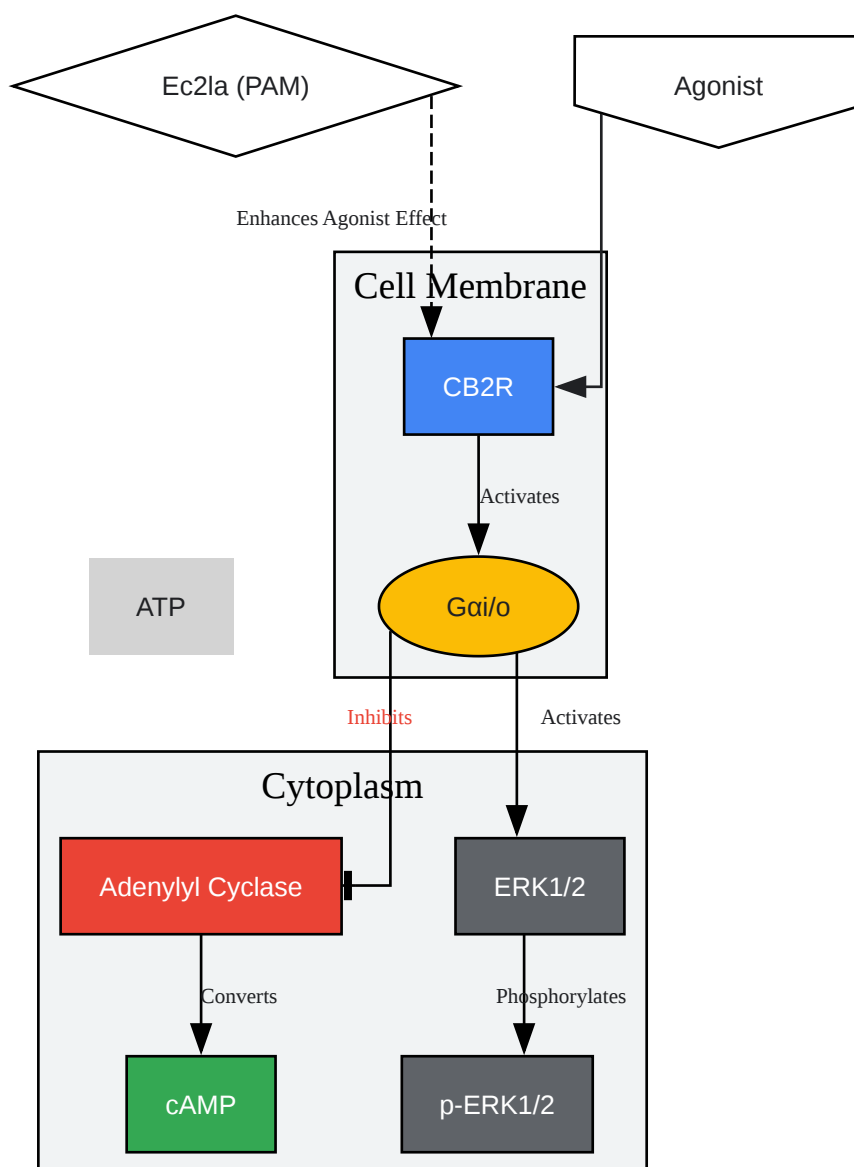 Ec2la (PAM)
Agonist
Enhances Agonist Effect
Cell Membrane
CB2R
Activates
ATP
Gαi/o
Inhibits
Activates
Cytoplasm
Adenylyl Cyclase
ERK1/2
Converts
Phosphorylates
cAMP
p-ERK1/2